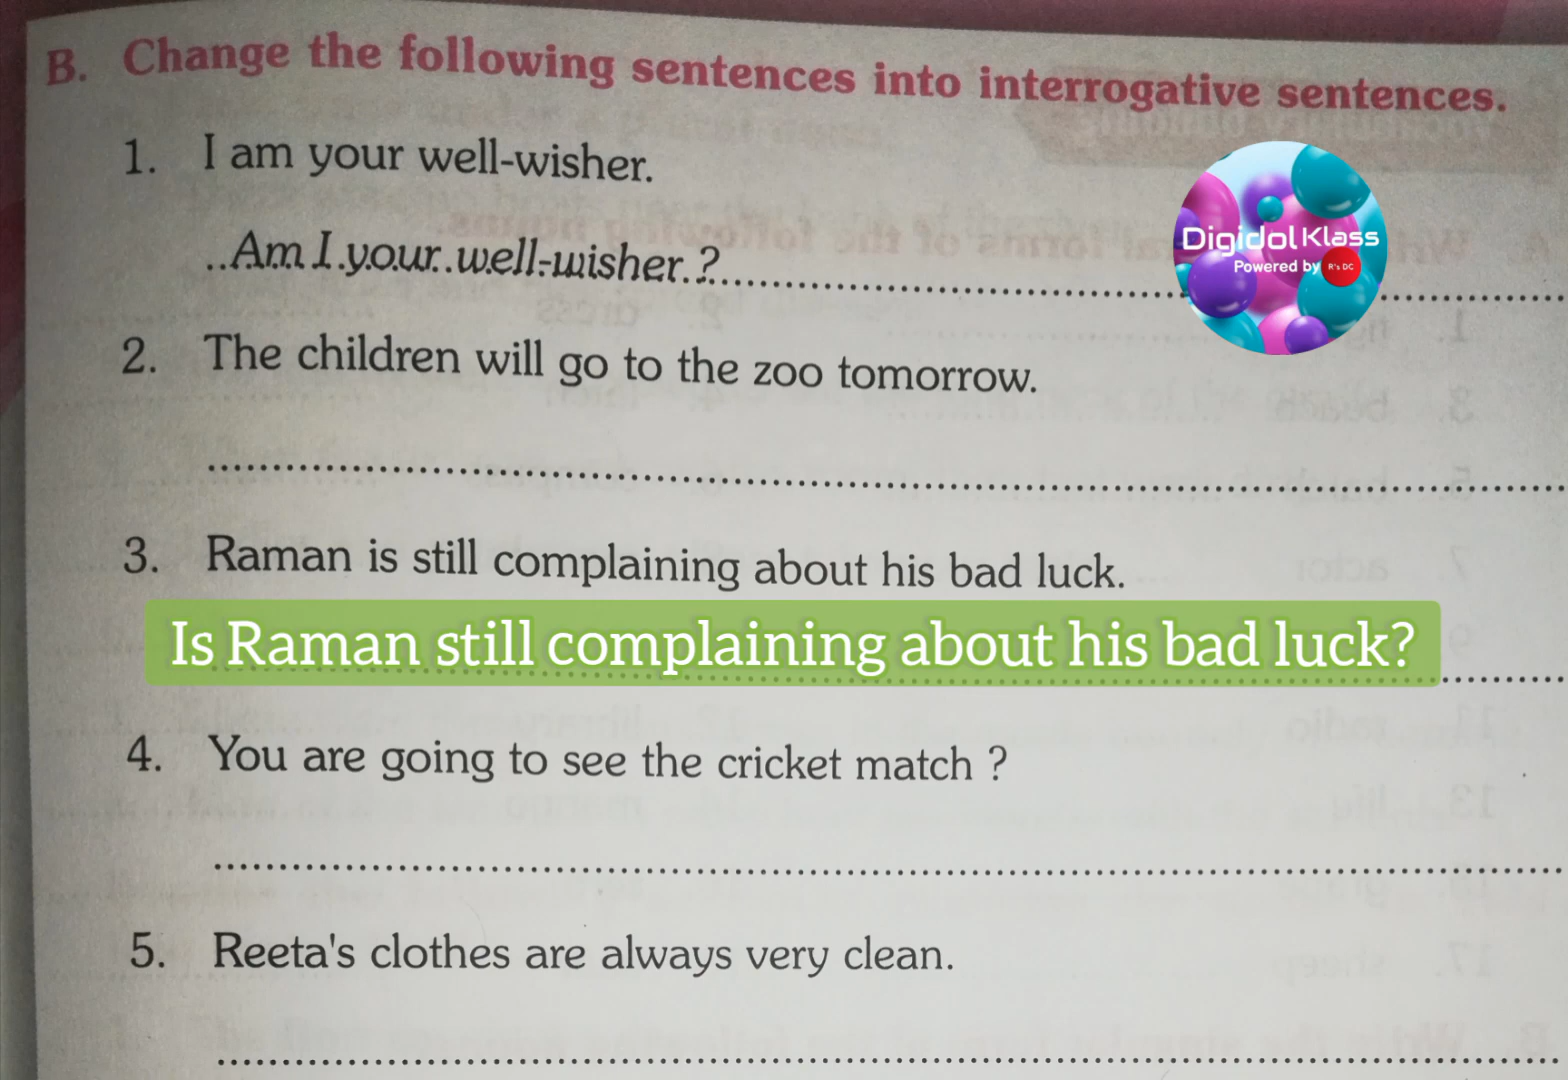 B. Change the following sentences into interrogative sentences.
1. I am your well-wisher.
..Am I.your..well-wisher.?
DigidolKlass
Powered by R's DC
2. The children will go to the zoo tomorrow.
3. Raman is still complaining about his bad luck.
Is Raman still complaining about his bad luck?
4. You are going to see the cricket match ?
5. Reeta's clothes are always very clean.